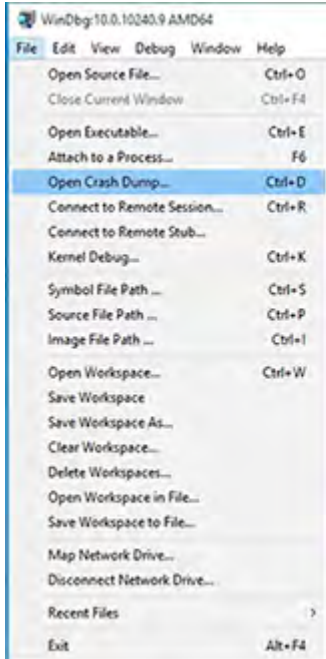 WinDbg:10.0.10240.9 AMD64
File Edit View Debug Window Help
Open Source File... Ctrl+O
Close Current Window Ctrl+F4
Open Executable... Ctrl+E
Attach to a Process... F6
Open Crash Dump... Ctrl+D
Connect to Remote Session... Ctrl+R
Connect to Remote Stub...
Kernel Debug... Ctrl+K
Symbol File Path ... Ctrl+S
Source File Path ... Ctrl+P
Image File Path ... Ctrl+I
Open Workspace... Ctrl+W
Save Workspace
Save Workspace As...
Clear Workspace...
Delete Workspaces...
Open Workspace in File...
Save Workspace to File...
Map Network Drive...
Disconnect Network Drive...
Recent Files
Exit Alt+F4